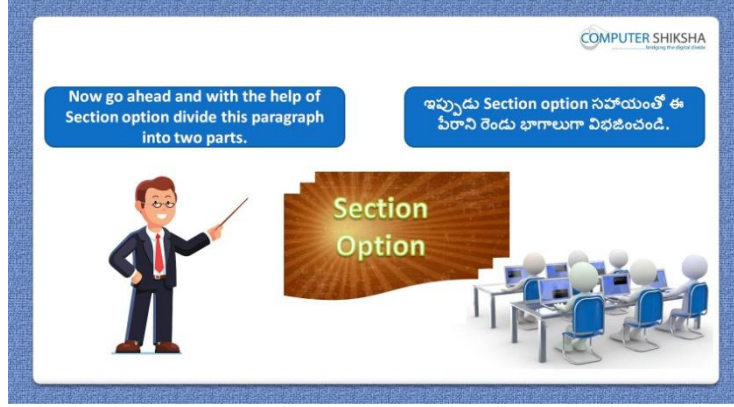 COMPUTER SHIKSHA
bridging the digital divide
Now go ahead and with the help of
Section option divide this paragraph
into two parts.
ఇప్పుడు Section option సహాయంతో ఈ
పేరాని రెండు భాగాలుగా విభజించండి.
Section
Option